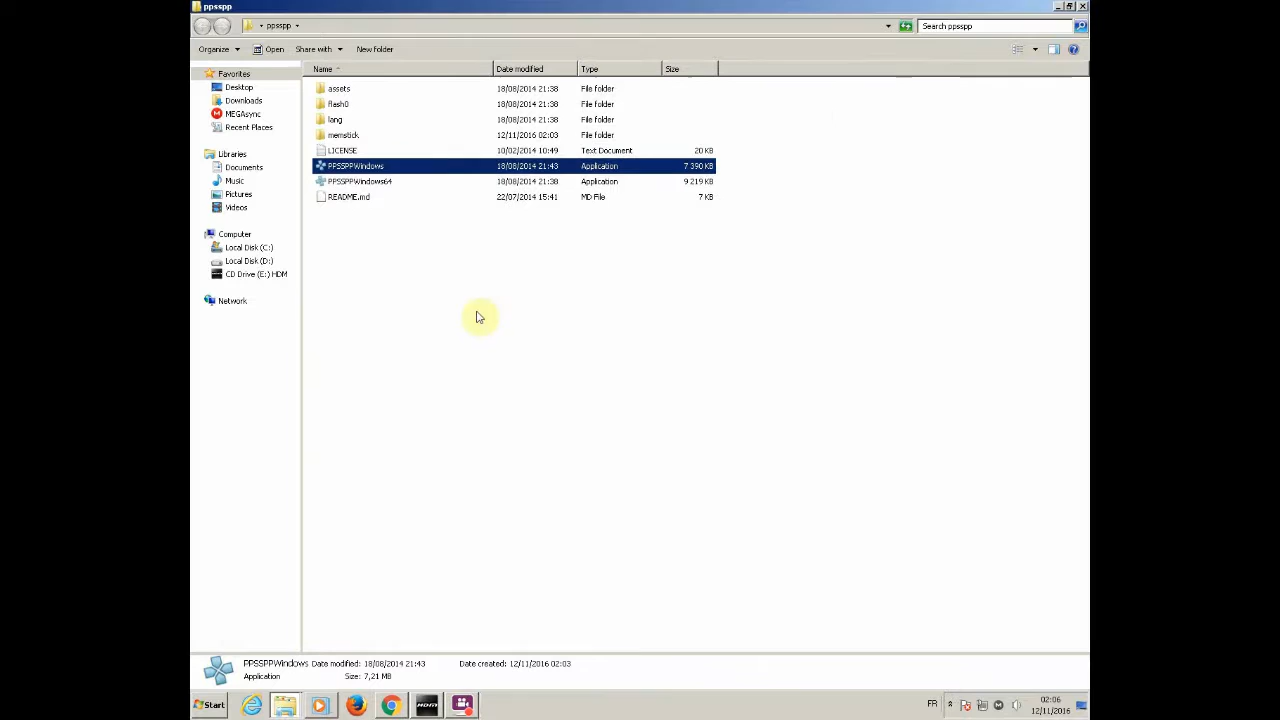 ppsspp
ppsspp
Search ppsspp
Organize Open Share with New folder
Name Date modified Type Size
Favorites
Desktop
Downloads
MEGAsync
Recent Places
Libraries
Documents
Music
Pictures
Videos
Computer
Local Disk (C:)
Local Disk (D:)
CD Drive (E:) HDM
Network
assets 18/08/2014 21:38 File folder
flash0 18/08/2014 21:38 File folder
lang 18/08/2014 21:38 File folder
memstick 12/11/2016 02:03 File folder
LICENSE 10/02/2014 10:49 Text Document 20 KB
PPSSPPWindows 18/08/2014 21:43 Application 7 390 KB
PPSSPPWindows64 18/08/2014 21:38 Application 9 219 KB
README.md 22/07/2014 15:41 MD File 7 KB
PPSSPPWindows Date modified: 18/08/2014 21:43 Date created: 12/11/2016 02:03
Application Size: 7,21 MB
Start
HDM
FR
02:06
12/11/2016